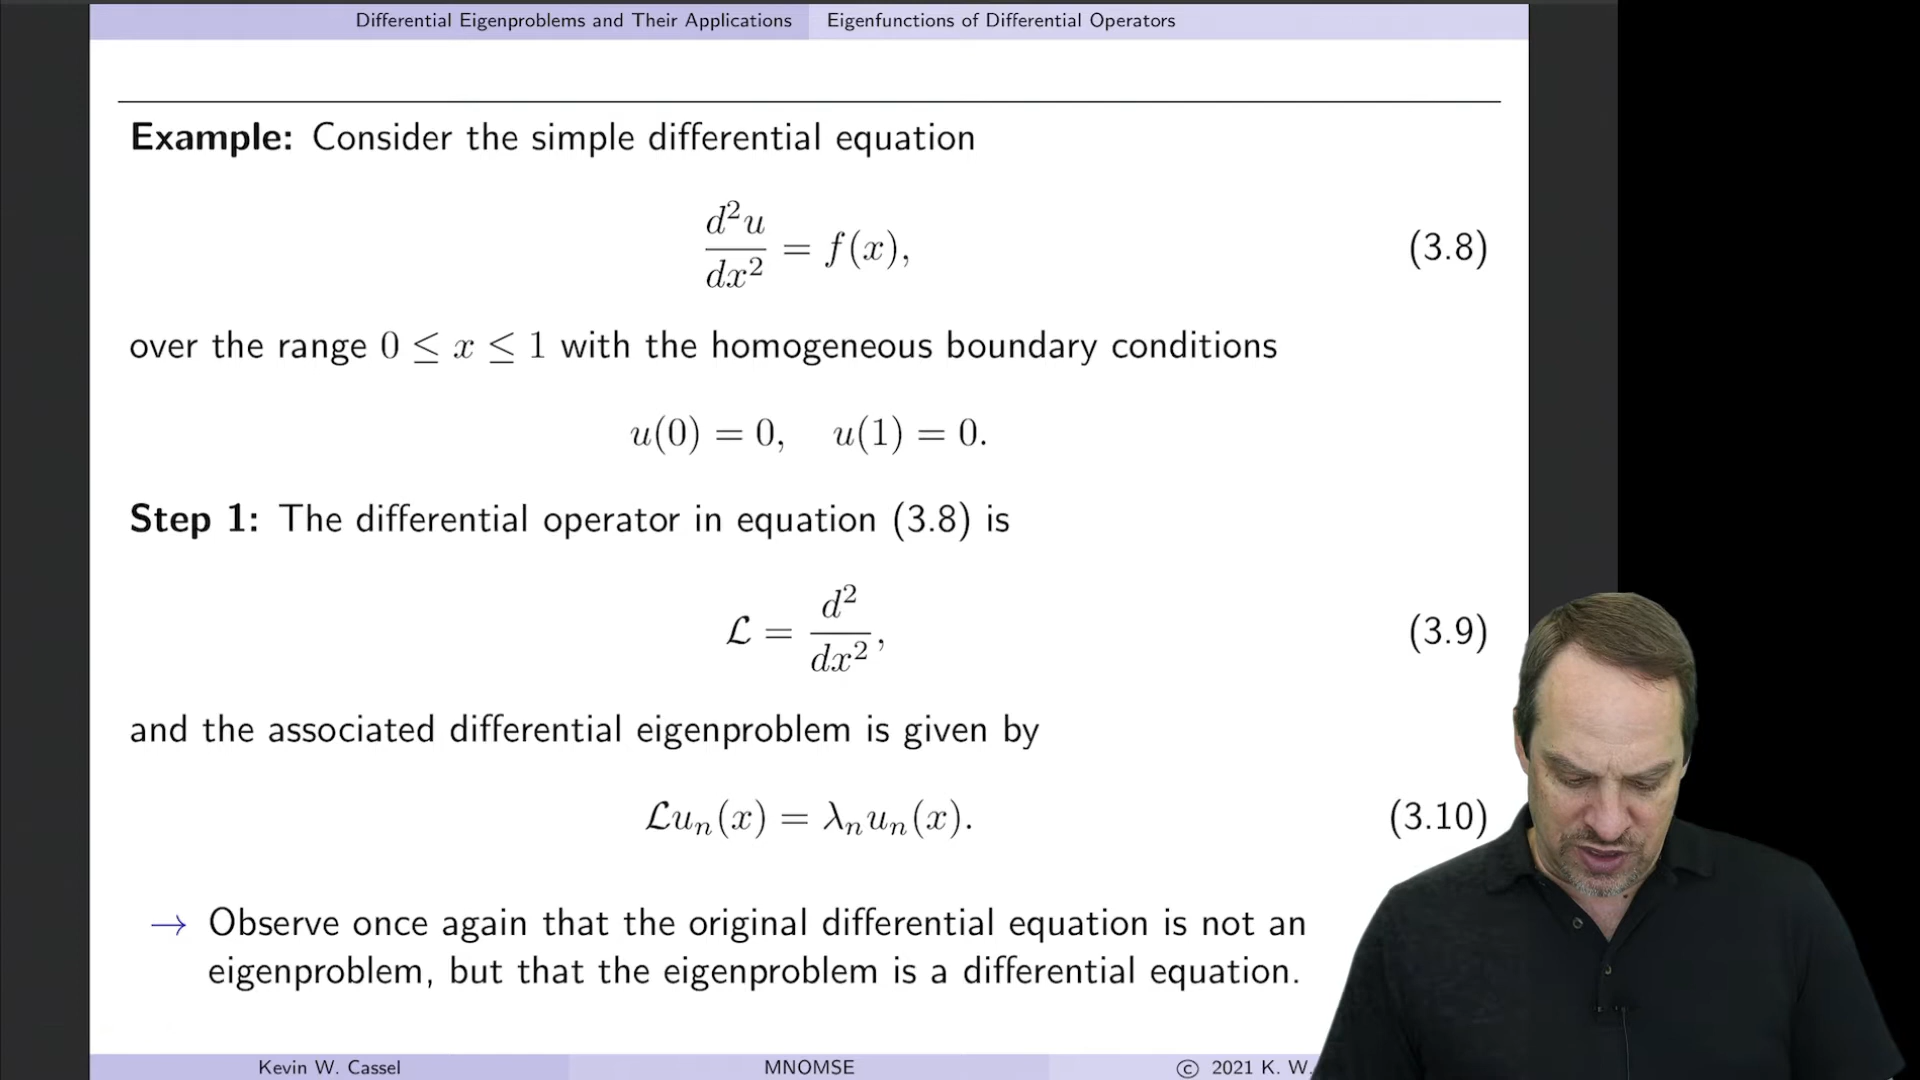 Differential Eigenproblems and Their Applications Eigenfunctions of Differential Operators
Example: Consider the simple differential equation
d²u/dx² = f(x), (3.8)
over the range 0 ≤ x ≤ 1 with the homogeneous boundary conditions
u(0) = 0, u(1) = 0.
Step 1: The differential operator in equation (3.8) is
ℒ = d²/dx², (3.9)
and the associated differential eigenproblem is given by
ℒuₙ(x) = λₙuₙ(x). (3.10)
→ Observe once again that the original differential equation is not an
eigenproblem, but that the eigenproblem is a differential equation.
Kevin W. Cassel MNOMSE © 2021 K. W.